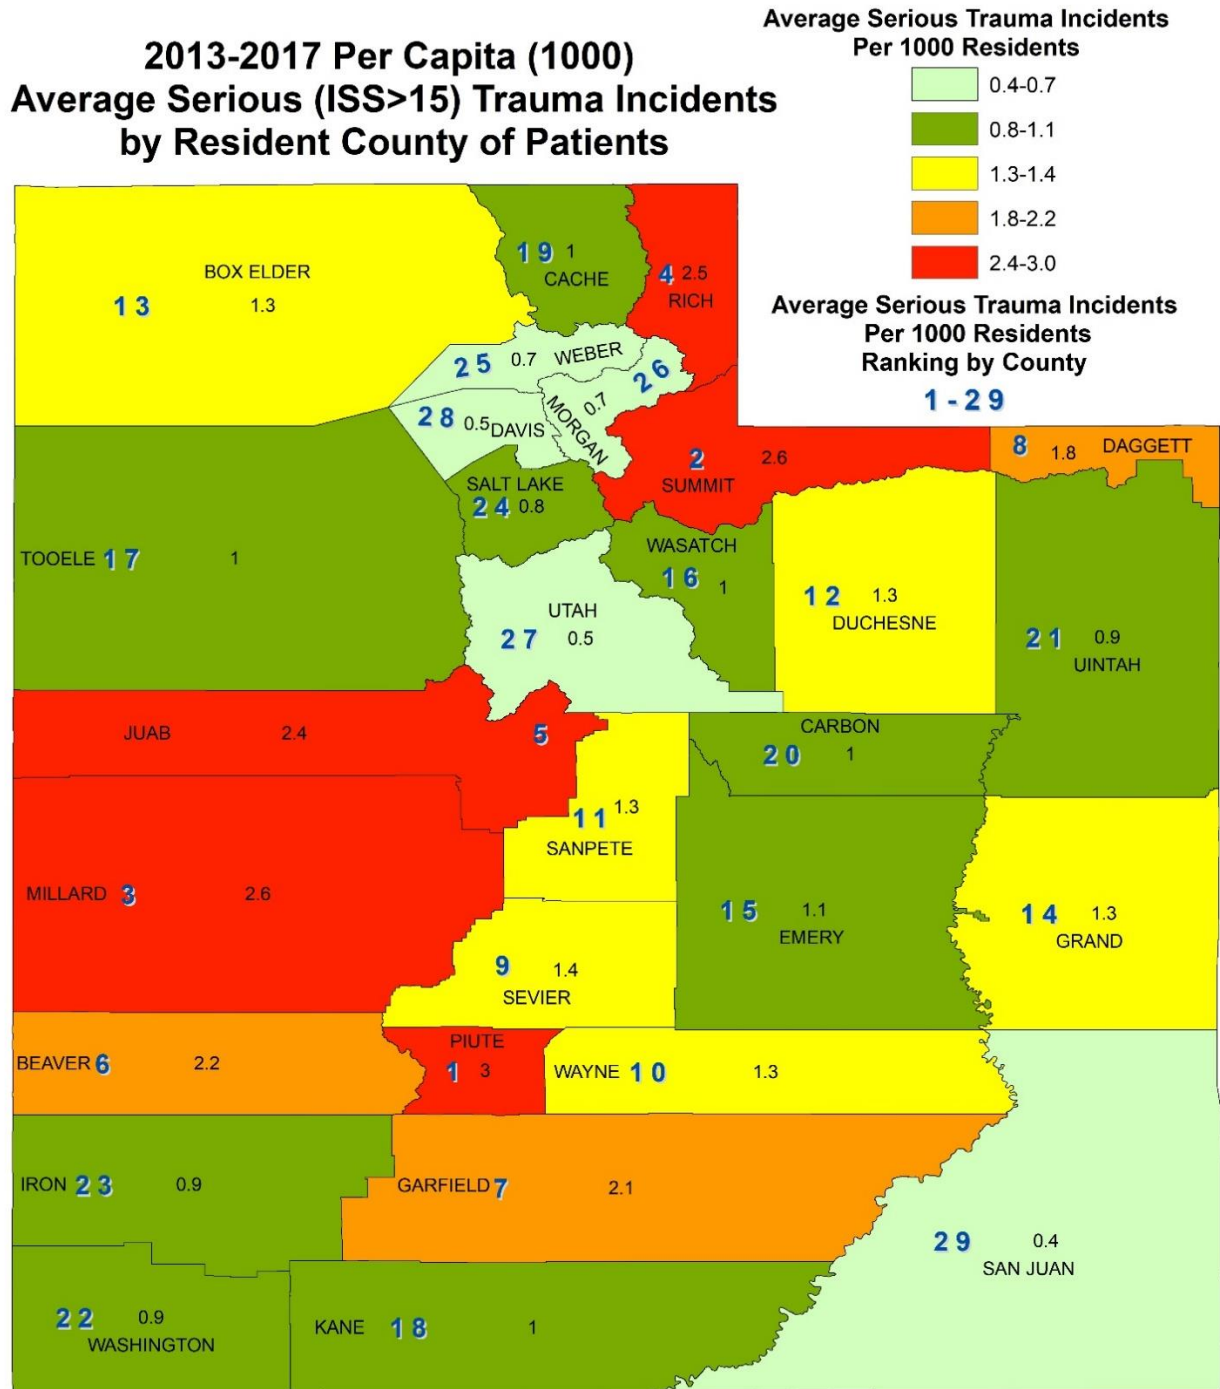 2013-2017 Per Capita (1000)
Average Serious (ISS>15) Trauma Incidents
by Resident County of Patients
Average Serious Trauma Incidents
Per 1000 Residents
0.4-0.7
0.8-1.1
1.3-1.4
1.8-2.2
2.4-3.0
Average Serious Trauma Incidents
Per 1000 Residents
Ranking by County
1 - 29
BOX ELDER
13 1.3
19 1
CACHE
4 2.5
RICH
25 0.7 WEBER
26
0.7
MORGAN
28 0.5 DAVIS
2 2.6
SUMMIT
8 1.8 DAGGETT
SALT LAKE
24 0.8
TOOELE 17 1
WASATCH
16 1
12 1.3
DUCHESNE
UTAH
27 0.5
21 0.9
UINTAH
JUAB 2.4 5
CARBON
20 1
11 1.3
SANPETE
MILLARD 3 2.6
15 1.1
EMERY
14 1.3
GRAND
9 1.4
SEVIER
BEAVER 6 2.2
PIUTE
1 3
WAYNE 10 1.3
IRON 23 0.9
GARFIELD 7 2.1
29 0.4
SAN JUAN
22 0.9
WASHINGTON
KANE 18 1